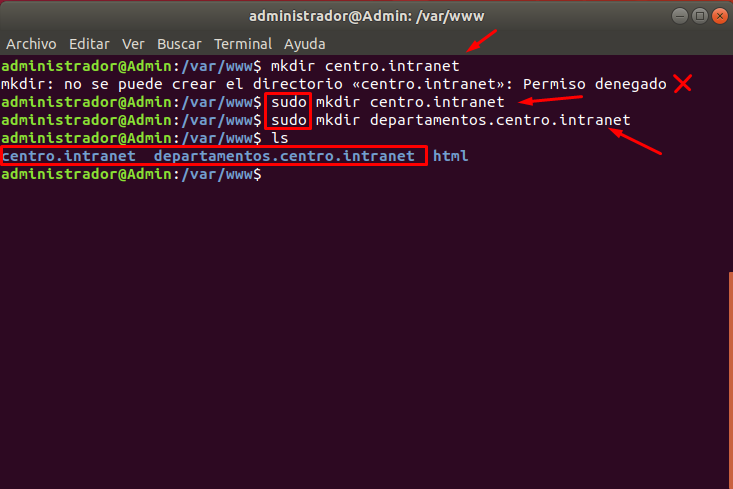 administrador@Admin: /var/www
Archivo Editar Ver Buscar Terminal Ayuda
administrador@Admin:/var/www$ mkdir centro.intranet
mkdir: no se puede crear el directorio «centro.intranet»: Permiso denegado
administrador@Admin:/var/www$ sudo mkdir centro.intranet
administrador@Admin:/var/www$ sudo mkdir departamentos.centro.intranet
administrador@Admin:/var/www$ ls
centro.intranet  departamentos.centro.intranet  html
administrador@Admin:/var/www$